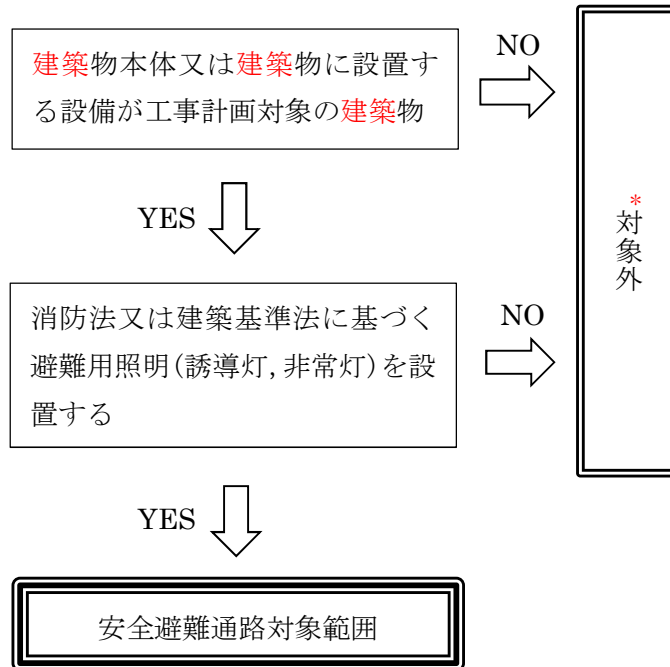 建築物本体又は建築物に設置す
る設備が工事計画対象の建築物
NO
*対象外
YES
消防法又は建築基準法に基づく
避難用照明(誘導灯,非常灯)を設
置する
NO
YES
安全避難通路対象範囲